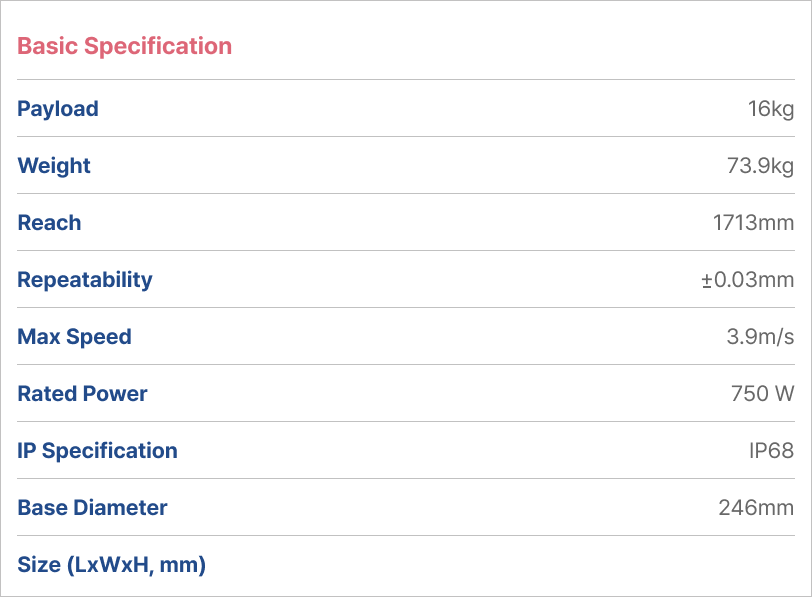 Basic Specification
Payload 16kg
Weight 73.9kg
Reach 1713mm
Repeatability ±0.03mm
Max Speed 3.9m/s
Rated Power 750 W
IP Specification IP68
Base Diameter 246mm
Size (LxWxH, mm)